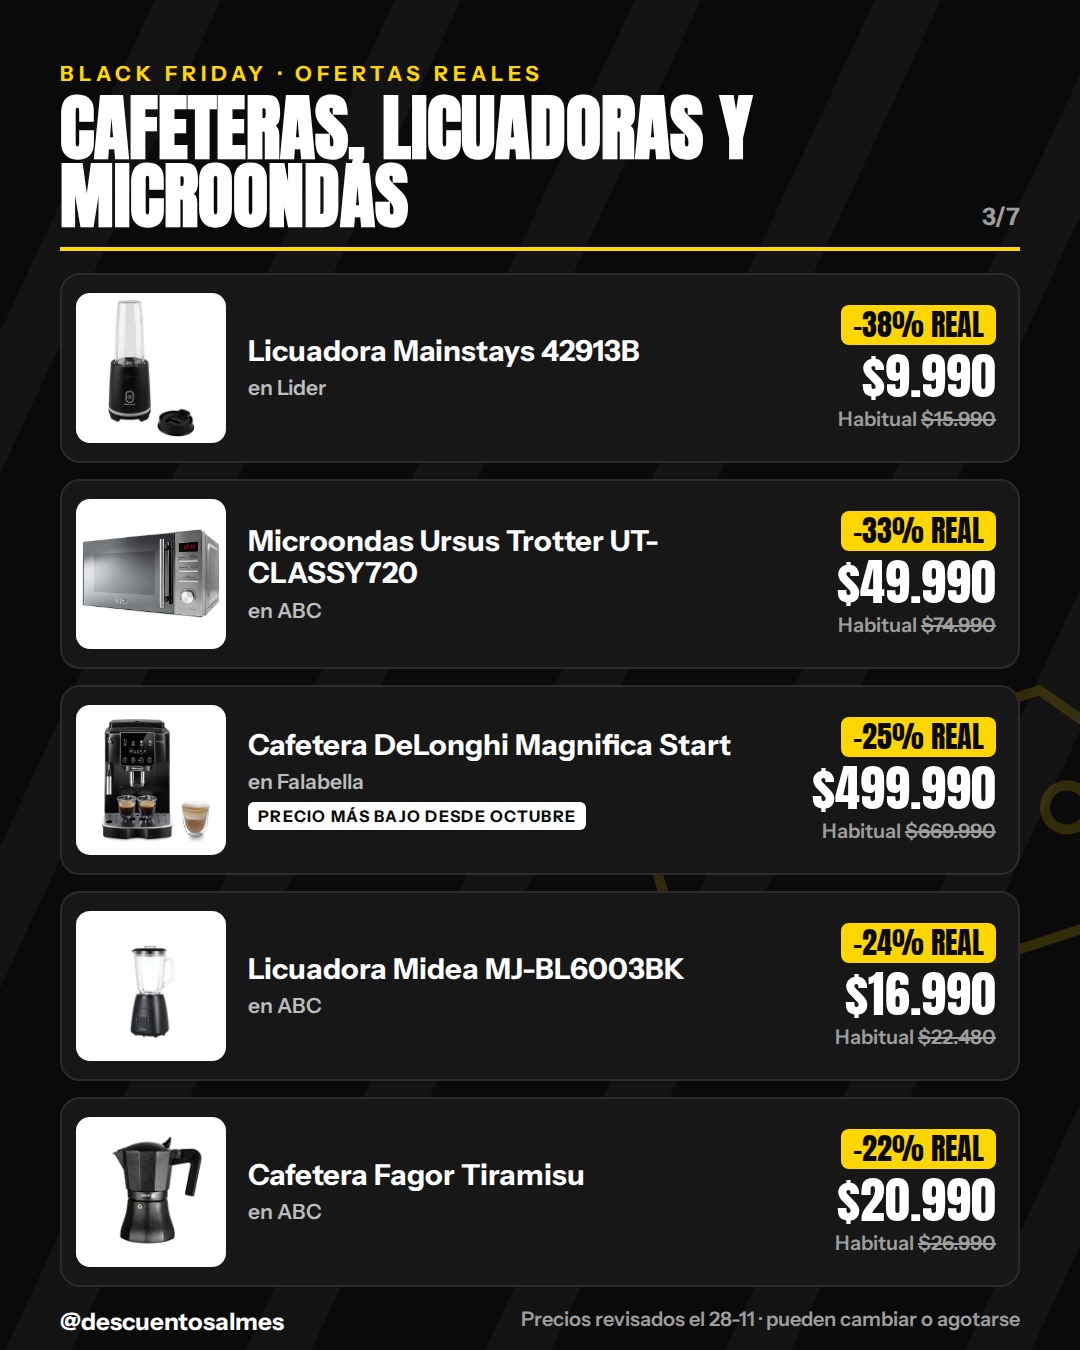 BLACK FRIDAY · OFERTAS REALES
CAFETERAS, LICUADORAS Y
MICROONDAS
3/7
Licuadora Mainstays 42913B
en Lider
-38% REAL
$9.990
Habitual $15.990
Microondas Ursus Trotter UT-
CLASSY720
en ABC
-33% REAL
$49.990
Habitual $74.990
Cafetera DeLonghi Magnifica Start
en Falabella
PRECIO MÁS BAJO DESDE OCTUBRE
-25% REAL
$499.990
Habitual $669.990
Licuadora Midea MJ-BL6003BK
en ABC
-24% REAL
$16.990
Habitual $22.480
Cafetera Fagor Tiramisu
en ABC
-22% REAL
$20.990
Habitual $26.990
@descuentosalmes
Precios revisados el 28-11 · pueden cambiar o agotarse